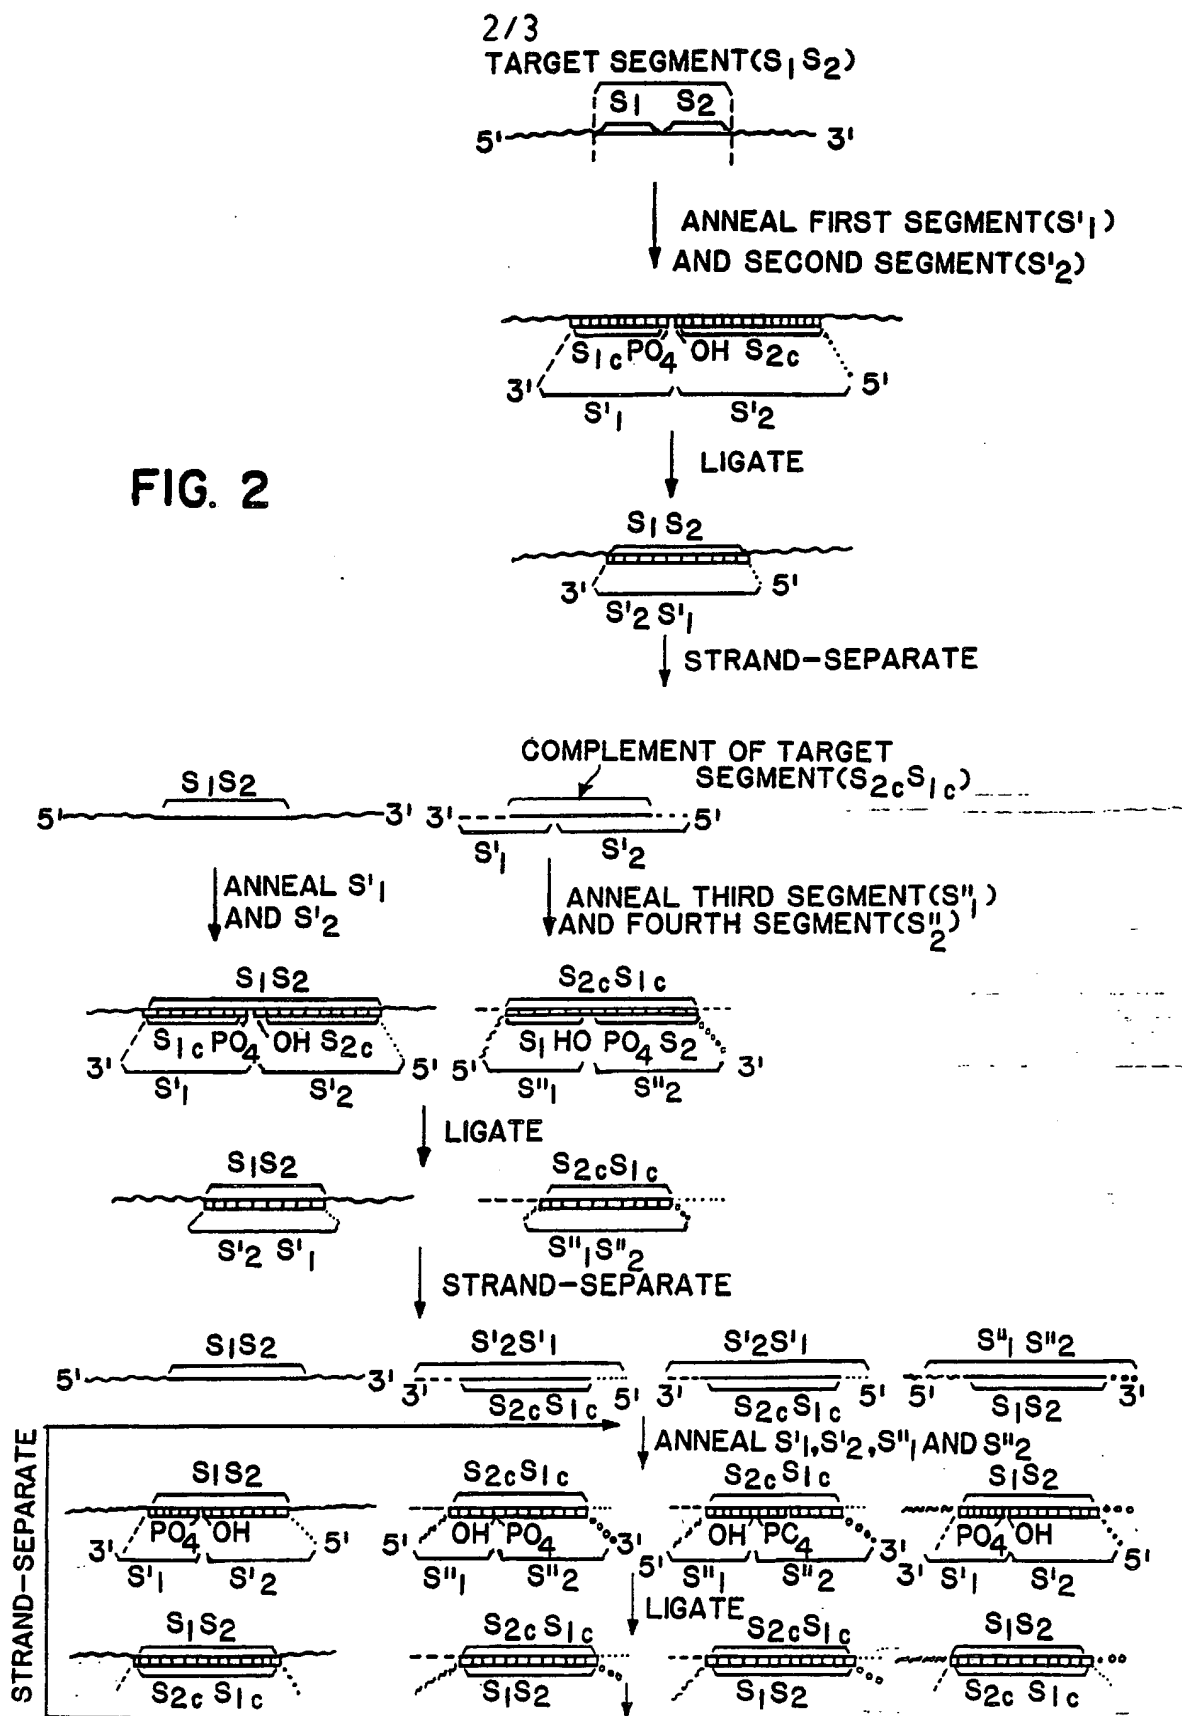 2/3
TARGET SEGMENT(S1S2)
S1 S2
5' 3'
ANNEAL FIRST SEGMENT(S'1)
AND SECOND SEGMENT(S'2)
S1c PO4 OH S2c
3' 5'
S'1 S'2
LIGATE
FIG. 2
S1S2
3' 5'
S'2 S'1
STRAND-SEPARATE
COMPLEMENT OF TARGET
SEGMENT(S2cS1c)
S1S2
5' 3' 3' 5'
S'1 S'2
ANNEAL S'1
AND S'2
ANNEAL THIRD SEGMENT(S"1)
AND FOURTH SEGMENT(S"2)
S1S2 S2cS1c
S1c PO4 OH S2c S1 HO PO4 S2
3' 5' 5' 3'
S'1 S'2 S"1 S"2
LIGATE
S1S2 S2cS1c
S'2 S'1 S"1S"2
STRAND-SEPARATE
S1S2 S'2S'1 S'2S'1 S"1 S"2
5' 3' 3' 5' 3' 5' 5' 3'
S2cS1c S2cS1c S1S2
ANNEAL S'1,S'2,S"1 AND S"2
STRAND-SEPARATE
S1S2 S2cS1c S2cS1c S1S2
PO4 OH OH PO4 OH PO4 PO4 OH
3' 5' 5' 3' 5' 3' 5'
S'1 S'2 S"1 S"2 S"1 S"2 S'1 S'2
LIGATE
S1S2 S2cS1c S2cS1c S1S2
S2c S1c S1S2 S1S2 S2c S1c